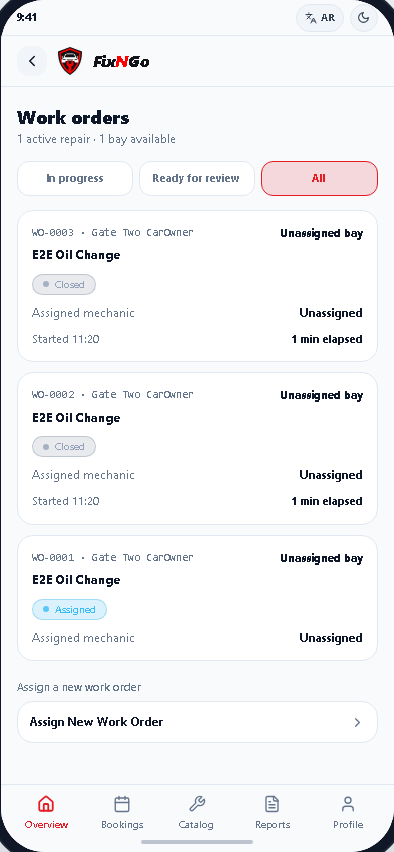 9:41
AR
FixNGo
Work orders
1 active repair · 1 bay available
In progress
Ready for review
All
WO-0003 · Gate Two CarOwner
Unassigned bay
E2E Oil Change
Closed
Assigned mechanic
Unassigned
Started 11:20
1 min elapsed
WO-0002 · Gate Two CarOwner
Unassigned bay
E2E Oil Change
Closed
Assigned mechanic
Unassigned
Started 11:20
1 min elapsed
WO-0001 · Gate Two CarOwner
Unassigned bay
E2E Oil Change
Assigned
Assigned mechanic
Unassigned
Assign a new work order
Assign New Work Order
Overview
Bookings
Catalog
Reports
Profile